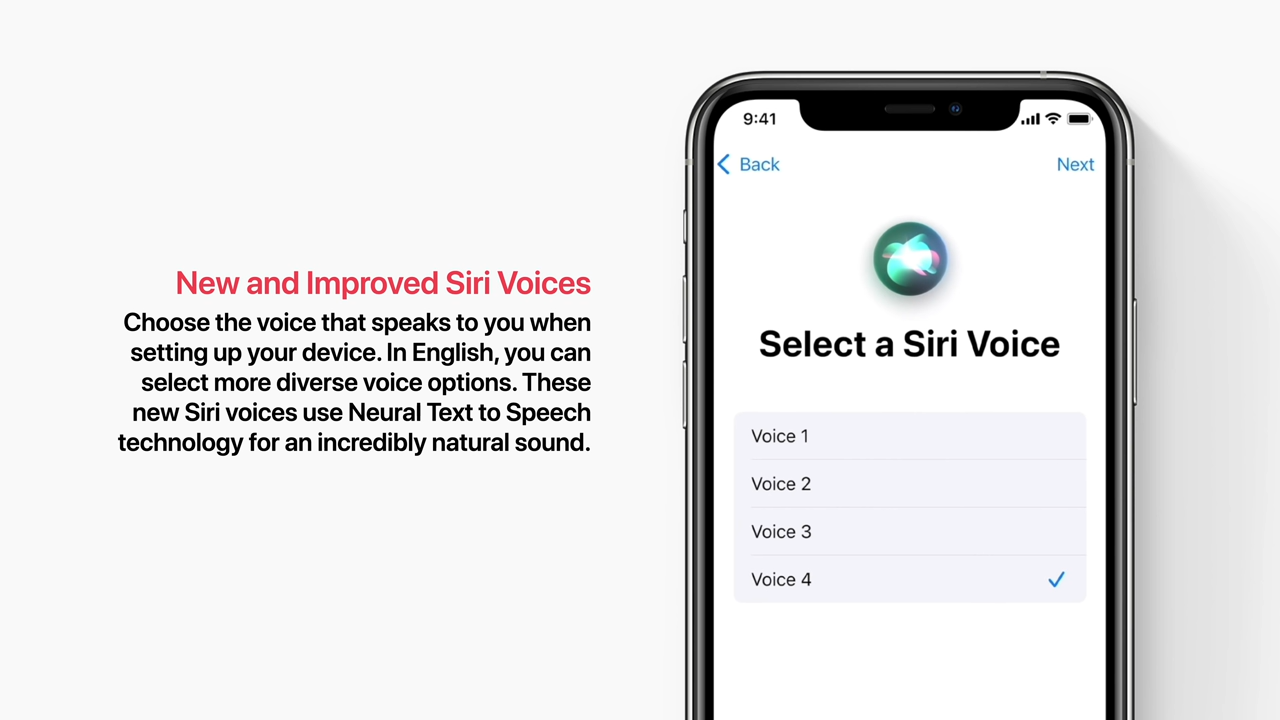 New and Improved Siri Voices
Choose the voice that speaks to you when
setting up your device. In English, you can
select more diverse voice options. These
new Siri voices use Neural Text to Speech
technology for an incredibly natural sound.
9:41
Back
Next
Select a Siri Voice
Voice 1
Voice 2
Voice 3
Voice 4